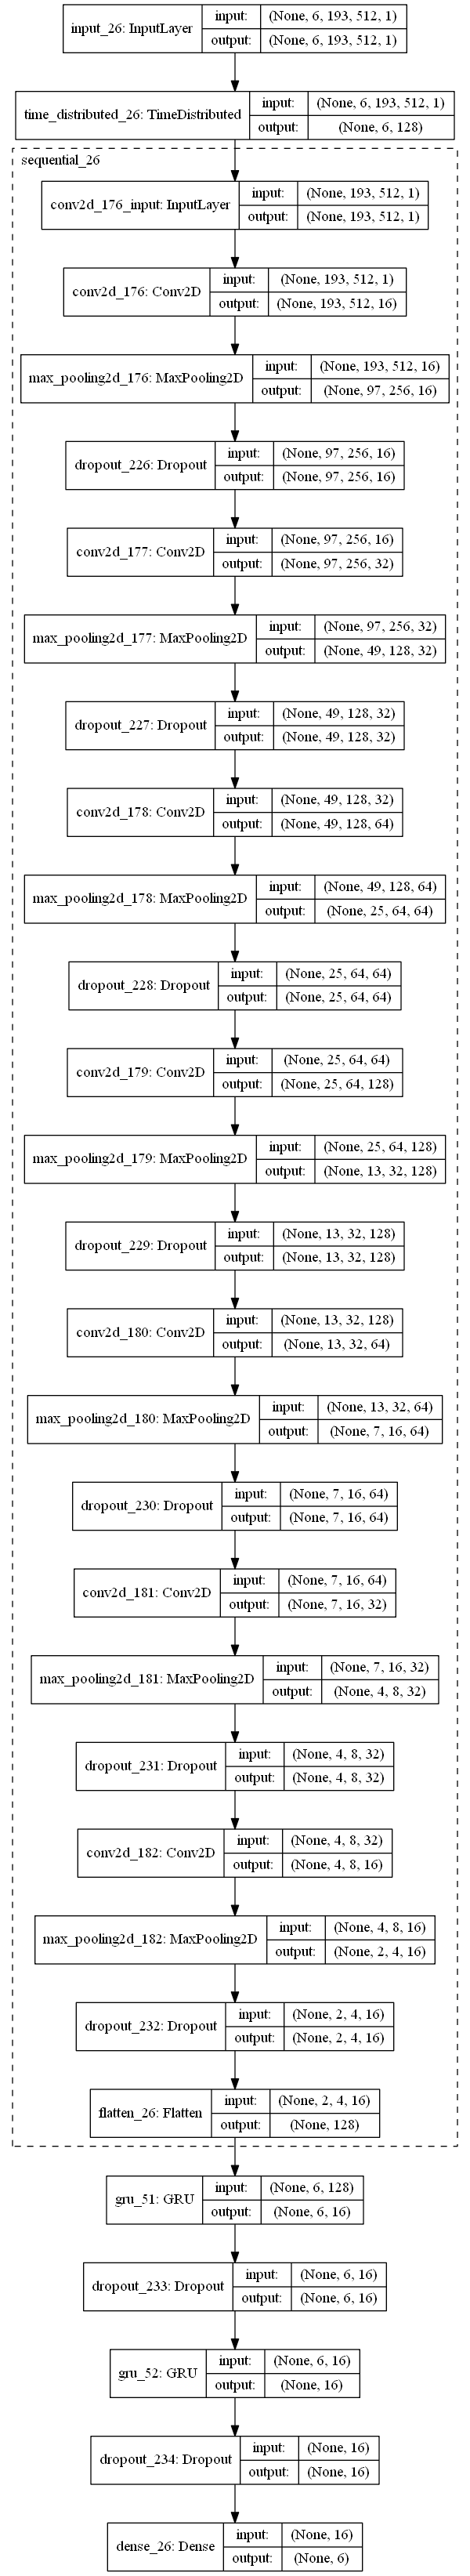 input_26: InputLayer
input: (None, 6, 193, 512, 1)
output: (None, 6, 193, 512, 1)
time_distributed_26: TimeDistributed
input: (None, 6, 193, 512, 1)
output: (None, 6, 128)
sequential_26
conv2d_176_input: InputLayer
input: (None, 193, 512, 1)
output: (None, 193, 512, 1)
conv2d_176: Conv2D
input: (None, 193, 512, 1)
output: (None, 193, 512, 16)
max_pooling2d_176: MaxPooling2D
input: (None, 193, 512, 16)
output: (None, 97, 256, 16)
dropout_226: Dropout
input: (None, 97, 256, 16)
output: (None, 97, 256, 16)
conv2d_177: Conv2D
input: (None, 97, 256, 16)
output: (None, 97, 256, 32)
max_pooling2d_177: MaxPooling2D
input: (None, 97, 256, 32)
output: (None, 49, 128, 32)
dropout_227: Dropout
input: (None, 49, 128, 32)
output: (None, 49, 128, 32)
conv2d_178: Conv2D
input: (None, 49, 128, 32)
output: (None, 49, 128, 64)
max_pooling2d_178: MaxPooling2D
input: (None, 49, 128, 64)
output: (None, 25, 64, 64)
dropout_228: Dropout
input: (None, 25, 64, 64)
output: (None, 25, 64, 64)
conv2d_179: Conv2D
input: (None, 25, 64, 64)
output: (None, 25, 64, 128)
max_pooling2d_179: MaxPooling2D
input: (None, 25, 64, 128)
output: (None, 13, 32, 128)
dropout_229: Dropout
input: (None, 13, 32, 128)
output: (None, 13, 32, 128)
conv2d_180: Conv2D
input: (None, 13, 32, 128)
output: (None, 13, 32, 64)
max_pooling2d_180: MaxPooling2D
input: (None, 13, 32, 64)
output: (None, 7, 16, 64)
dropout_230: Dropout
input: (None, 7, 16, 64)
output: (None, 7, 16, 64)
conv2d_181: Conv2D
input: (None, 7, 16, 64)
output: (None, 7, 16, 32)
max_pooling2d_181: MaxPooling2D
input: (None, 7, 16, 32)
output: (None, 4, 8, 32)
dropout_231: Dropout
input: (None, 4, 8, 32)
output: (None, 4, 8, 32)
conv2d_182: Conv2D
input: (None, 4, 8, 32)
output: (None, 4, 8, 16)
max_pooling2d_182: MaxPooling2D
input: (None, 4, 8, 16)
output: (None, 2, 4, 16)
dropout_232: Dropout
input: (None, 2, 4, 16)
output: (None, 2, 4, 16)
flatten_26: Flatten
input: (None, 2, 4, 16)
output: (None, 128)
gru_51: GRU
input: (None, 6, 128)
output: (None, 6, 16)
dropout_233: Dropout
input: (None, 6, 16)
output: (None, 6, 16)
gru_52: GRU
input: (None, 6, 16)
output: (None, 16)
dropout_234: Dropout
input: (None, 16)
output: (None, 16)
dense_26: Dense
input: (None, 16)
output: (None, 6)